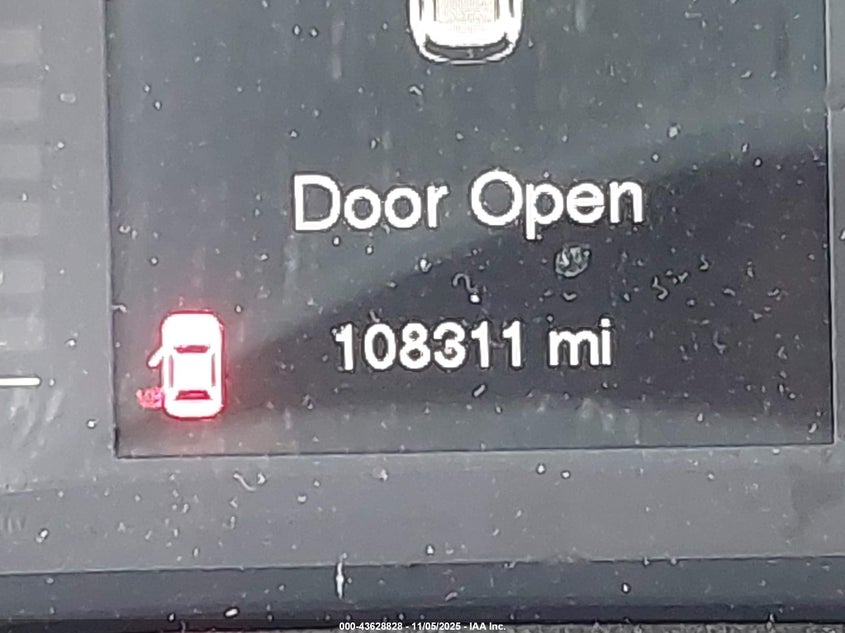 Door Open
108311 mi
000-43628828 - 11/05/2025 - IAA Inc.